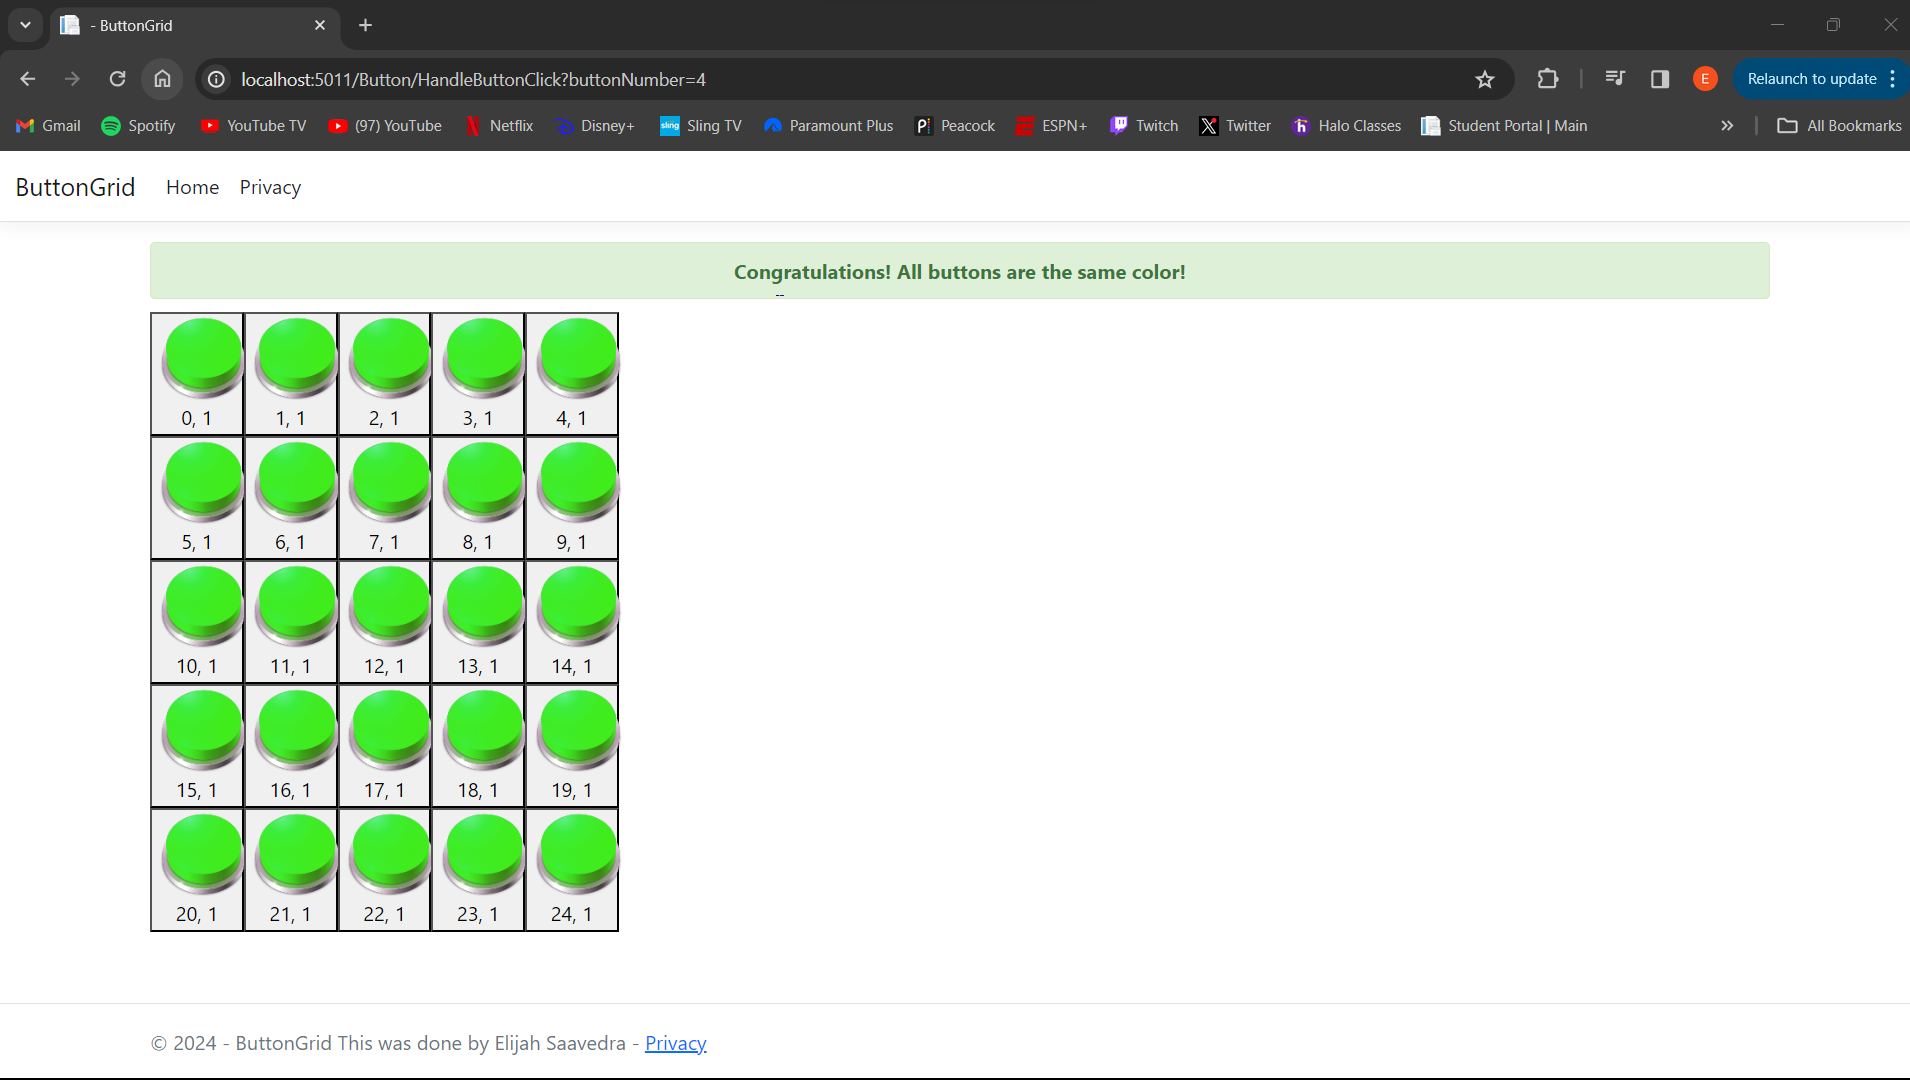 - ButtonGrid
localhost:5011/Button/HandleButtonClick?buttonNumber=4
E
Relaunch to update
Gmail Spotify YouTube TV (97) YouTube Netflix Disney+ sling Sling TV Paramount Plus Peacock ESPN+ Twitch Twitter Halo Classes Student Portal | Main » All Bookmarks
ButtonGrid Home Privacy
Congratulations! All buttons are the same color!
0, 1 1, 1 2, 1 3, 1 4, 1
5, 1 6, 1 7, 1 8, 1 9, 1
10, 1 11, 1 12, 1 13, 1 14, 1
15, 1 16, 1 17, 1 18, 1 19, 1
20, 1 21, 1 22, 1 23, 1 24, 1
© 2024 - ButtonGrid This was done by Elijah Saavedra - Privacy